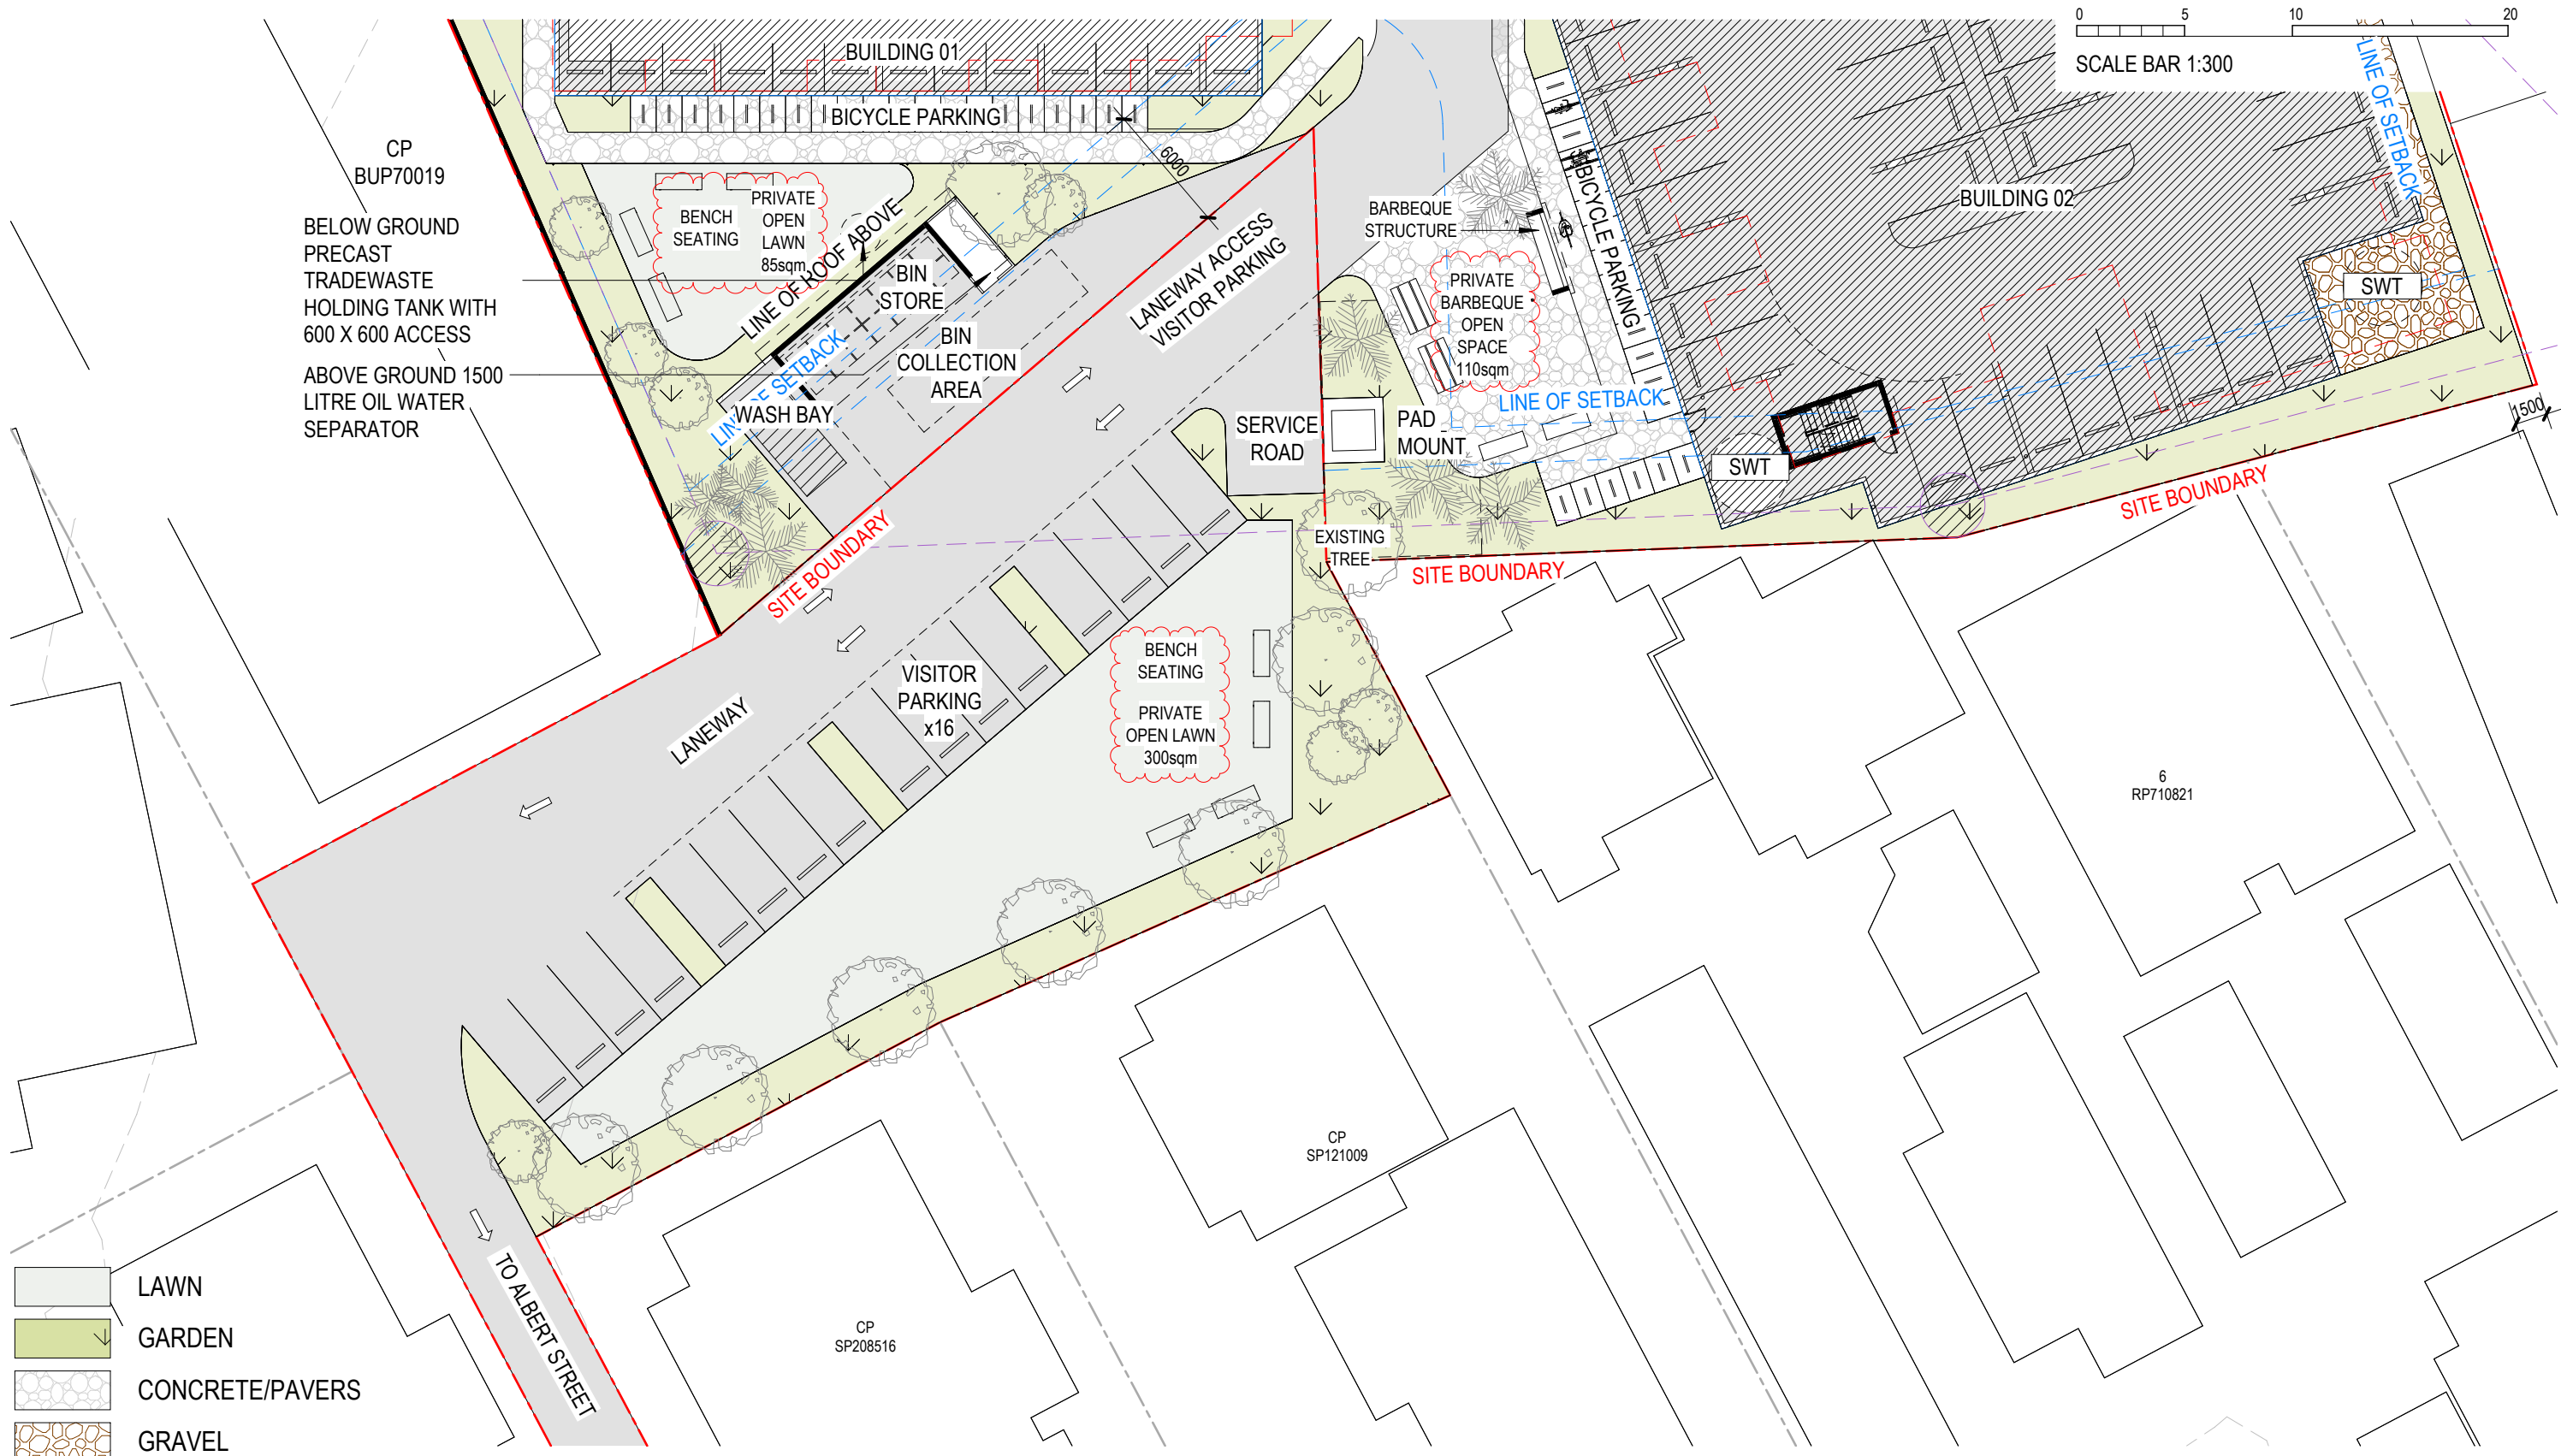 0 5 10 20
SCALE BAR 1:300
BUILDING 01
BICYCLE PARKING
6000
CP
BUP70019
BELOW GROUND
PRECAST
TRADEWASTE
HOLDING TANK WITH
600 X 600 ACCESS
ABOVE GROUND 1500
LITRE OIL WATER
SEPARATOR
BENCH
SEATING
PRIVATE
OPEN
LAWN
85sqm
LINE OF ROOF ABOVE
BIN
STORE
LINE OF SETBACK
BIN
COLLECTION
AREA
WASH BAY
LANEWAY ACCESS
VISITOR PARKING
SERVICE
ROAD
BARBEQUE
STRUCTURE
BICYCLE PARKING
PRIVATE
BARBEQUE
OPEN
SPACE
110sqm
LINE OF SETBACK
PAD
MOUNT
BUILDING 02
LINE OF SETBACK
SWT
SWT
1500
SITE BOUNDARY
SITE BOUNDARY
SITE BOUNDARY
EXISTING
TREE
LANEWAY
VISITOR
PARKING
x16
BENCH
SEATING
PRIVATE
OPEN LAWN
300sqm
6
RP710821
CP
SP121009
CP
SP208516
TO ALBERT STREET
LAWN
GARDEN
CONCRETE/PAVERS
GRAVEL